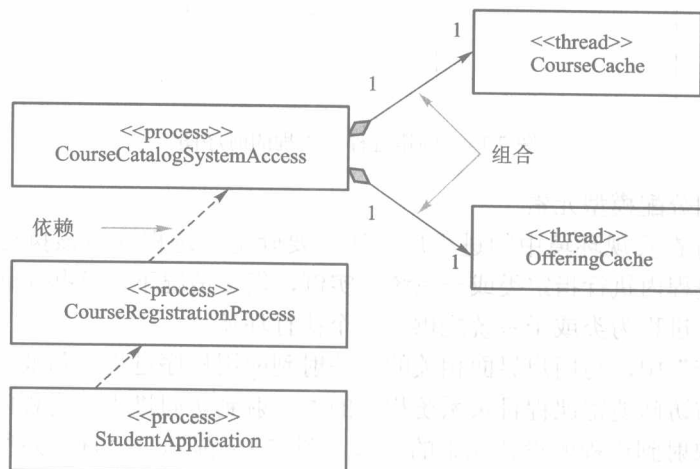 1
<<thread>>
CourseCache
1
<<process>>
CourseCatalogSystemAccess
组合
依赖
1
1
<<thread>>
OfferingCache
<<process>>
CourseRegistrationProcess
<<process>>
StudentApplication